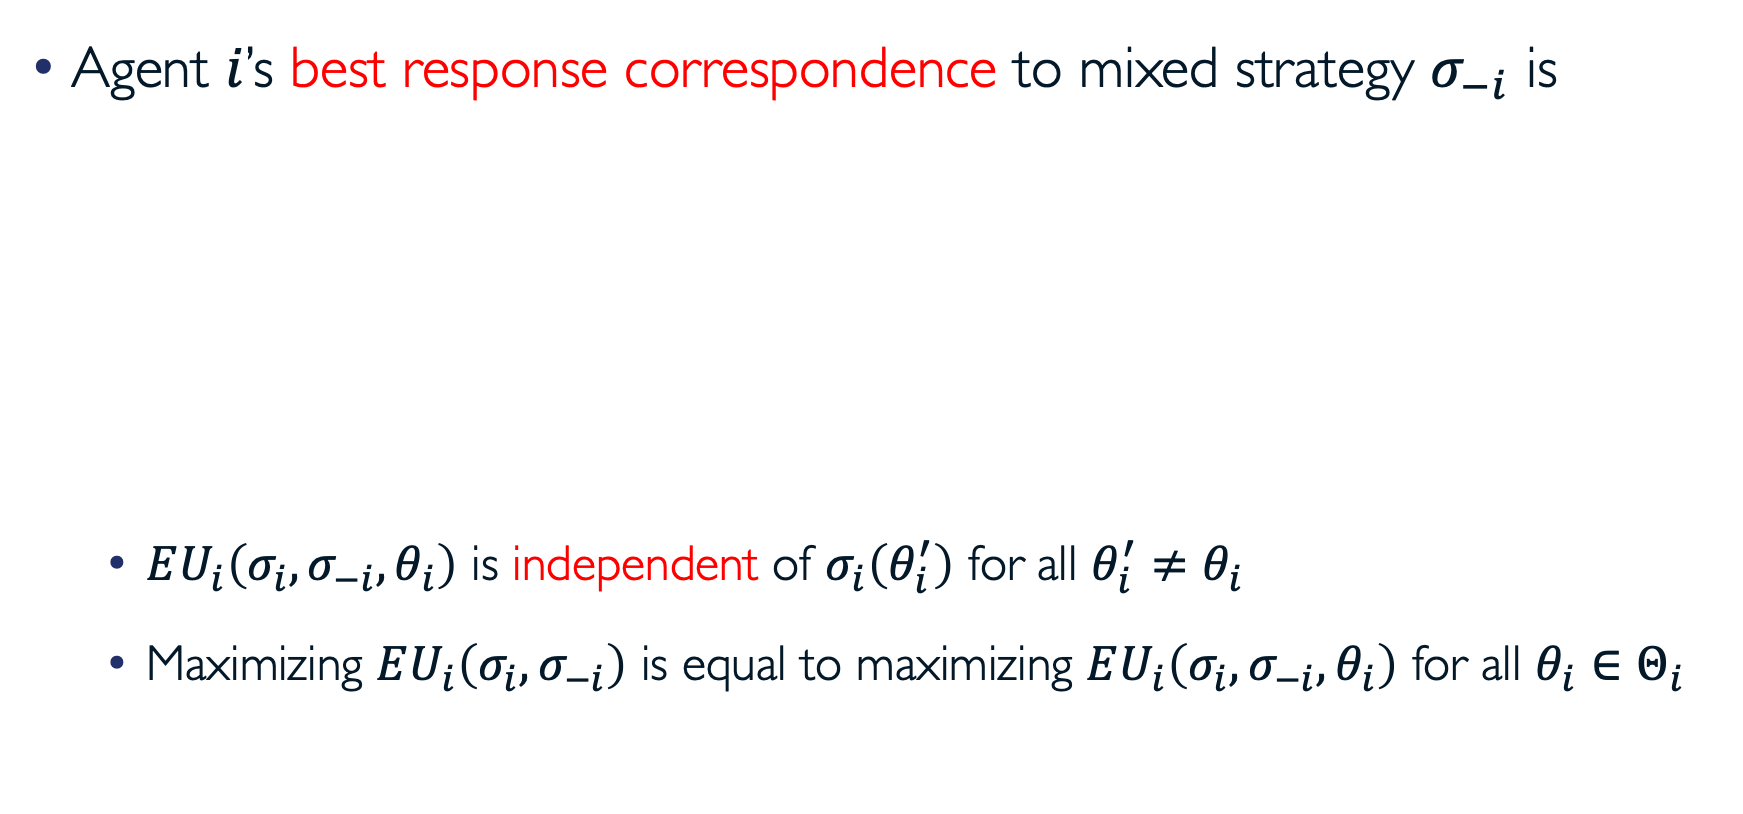 • Agent 𝒊's best response correspondence to mixed strategy 𝝈₋ᵢ is
• 𝑬𝑼ᵢ(𝝈ᵢ, 𝝈₋ᵢ, 𝜽ᵢ) is independent of 𝝈ᵢ(𝜽ᵢ′) for all 𝜽ᵢ′ ≠ 𝜽ᵢ
• Maximizing 𝑬𝑼ᵢ(𝝈ᵢ, 𝝈₋ᵢ) is equal to maximizing 𝑬𝑼ᵢ(𝝈ᵢ, 𝝈₋ᵢ, 𝜽ᵢ) for all 𝜽ᵢ ∈ 𝚯ᵢ